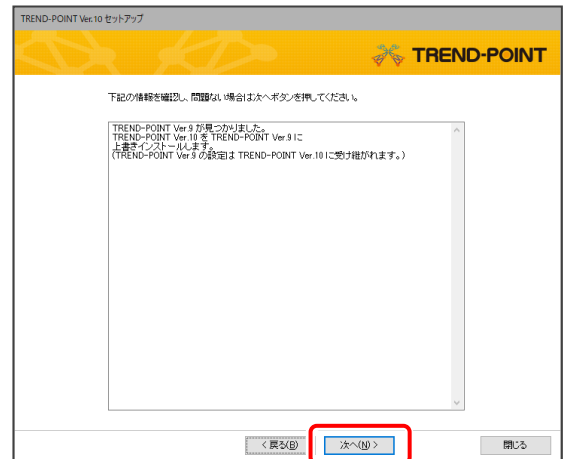 TREND-POINT Ver.10 セットアップ
TREND-POINT
下記の情報を確認し、問題ない場合は次へボタンを押してください。
TREND-POINT Ver.9 が見つかりました。
TREND-POINT Ver.10 を TREND-POINT Ver.9 に
上書きインストールします。
(TREND-POINT Ver.9 の設定は TREND-POINT Ver.10 に受け継がれます。)
< 戻る(B)
次へ(N) >
閉じる